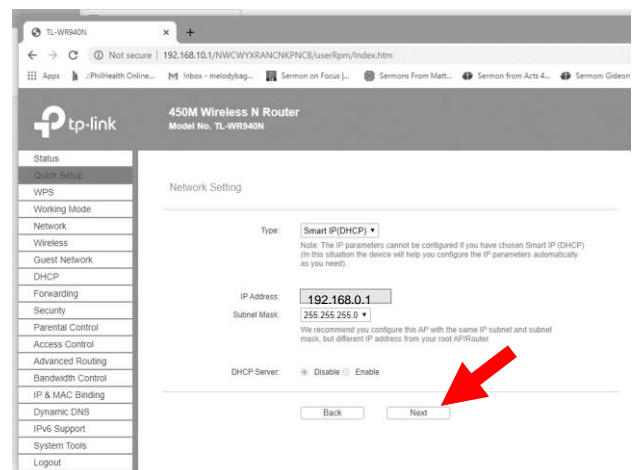 TL-WR940N
Not secure | 192.168.10.1/NWCWYXRANCNKPNCB/userRpm/Index.htm
Apps .:PhilHealth Online... Inbox - melodybag... Sermon on Focus |... Sermons From Matt... Sermon from Acts 4... Sermon: Gideon
tp-link
450M Wireless N Router
Model No. TL-WR940N
Status
Quick Setup
WPS
Working Mode
Network
Wireless
Guest Network
DHCP
Forwarding
Security
Parental Control
Access Control
Advanced Routing
Bandwidth Control
IP & MAC Binding
Dynamic DNS
IPv6 Support
System Tools
Logout
Network Setting
Type: Smart IP(DHCP)
Note: The IP parameters cannot be configured if you have chosen Smart IP (DHCP)
(In this situation the device will help you configure the IP parameters automatically
as you need).
IP Address: 192.168.0.1
Subnet Mask: 255.255.255.0
We recommend you configure this AP with the same IP subnet and subnet
mask, but different IP address from your root AP/Router.
DHCP Server: Disable Enable
Back Next